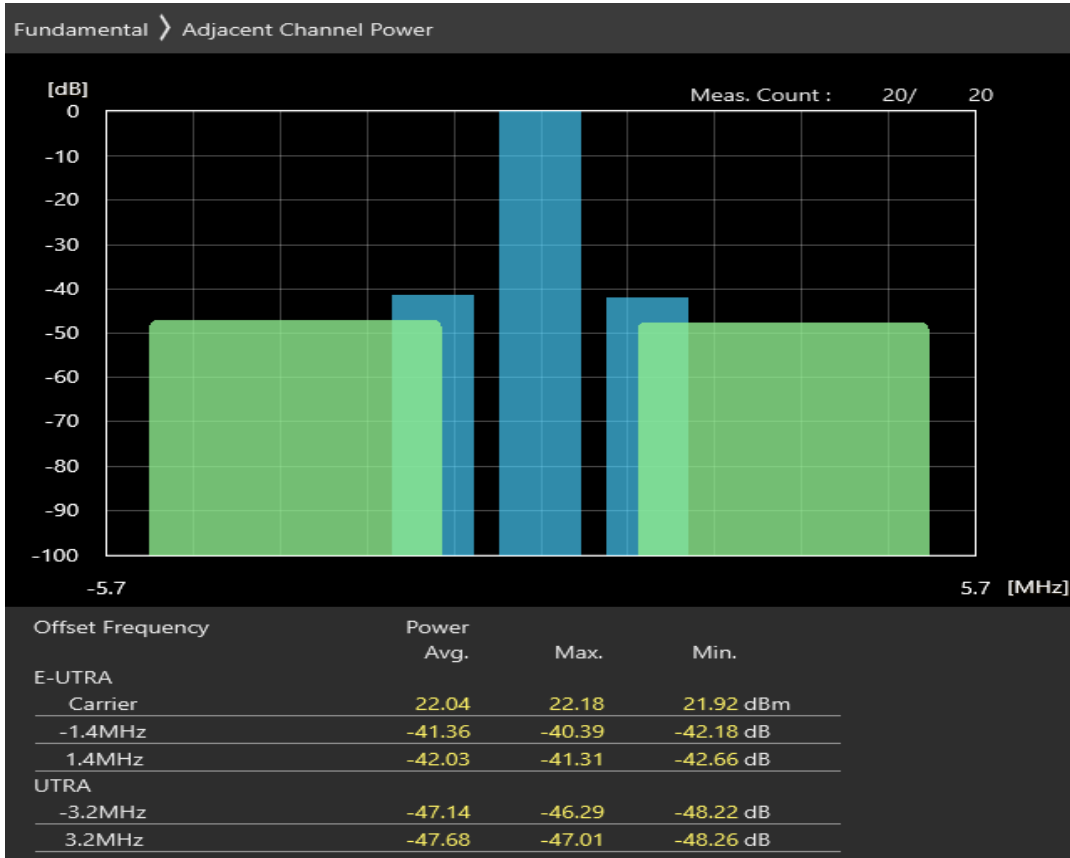 Fundamental 〉 Adjacent Channel Power
[dB]
Meas. Count : 20/ 20
0
-10
-20
-30
-40
-50
-60
-70
-80
-90
-100
-5.7 5.7 [MHz]
Offset Frequency Power
Avg. Max. Min.
E-UTRA
Carrier 22.04 22.18 21.92 dBm
-1.4MHz -41.36 -40.39 -42.18 dB
1.4MHz -42.03 -41.31 -42.66 dB
UTRA
-3.2MHz -47.14 -46.29 -48.22 dB
3.2MHz -47.68 -47.01 -48.26 dB